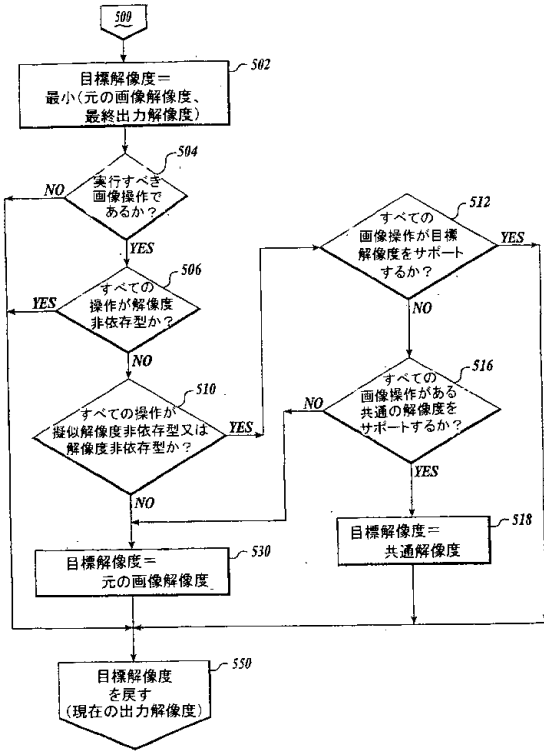 500
502
目標解像度＝
最小（元の画像解像度、
最終出力解像度）
504
実行すべき
画像操作で
あるか？
NO
YES
506
すべての
操作が解像度
非依存型か？
YES
NO
510
すべての操作が
擬似解像度非依存型又は
解像度非依存型か？
YES
NO
512
すべての
画像操作が目標
解像度をサポート
するか？
YES
NO
516
すべての
画像操作がある
共通の解像度を
サポートするか？
NO
YES
518
目標解像度＝
共通解像度
530
目標解像度＝
元の画像解像度
550
目標解像度
を戻す
（現在の出力解像度）